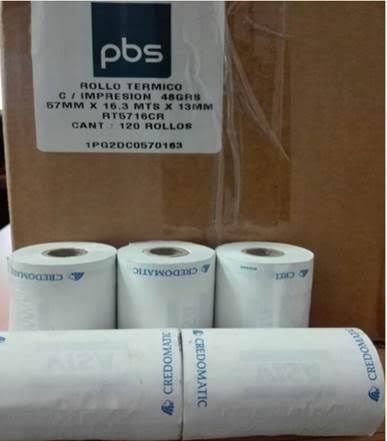 pbs
ROLLO TERMICO
C / IMPRESION 48GRS
57MM X 16.3 MTS X 13MM
RT5716CR
CANT : 120 ROLLOS
1PG2DC0570163
CREDOMATIC
CREDOMATIC
CREDOMATIC
CREDOMATIC